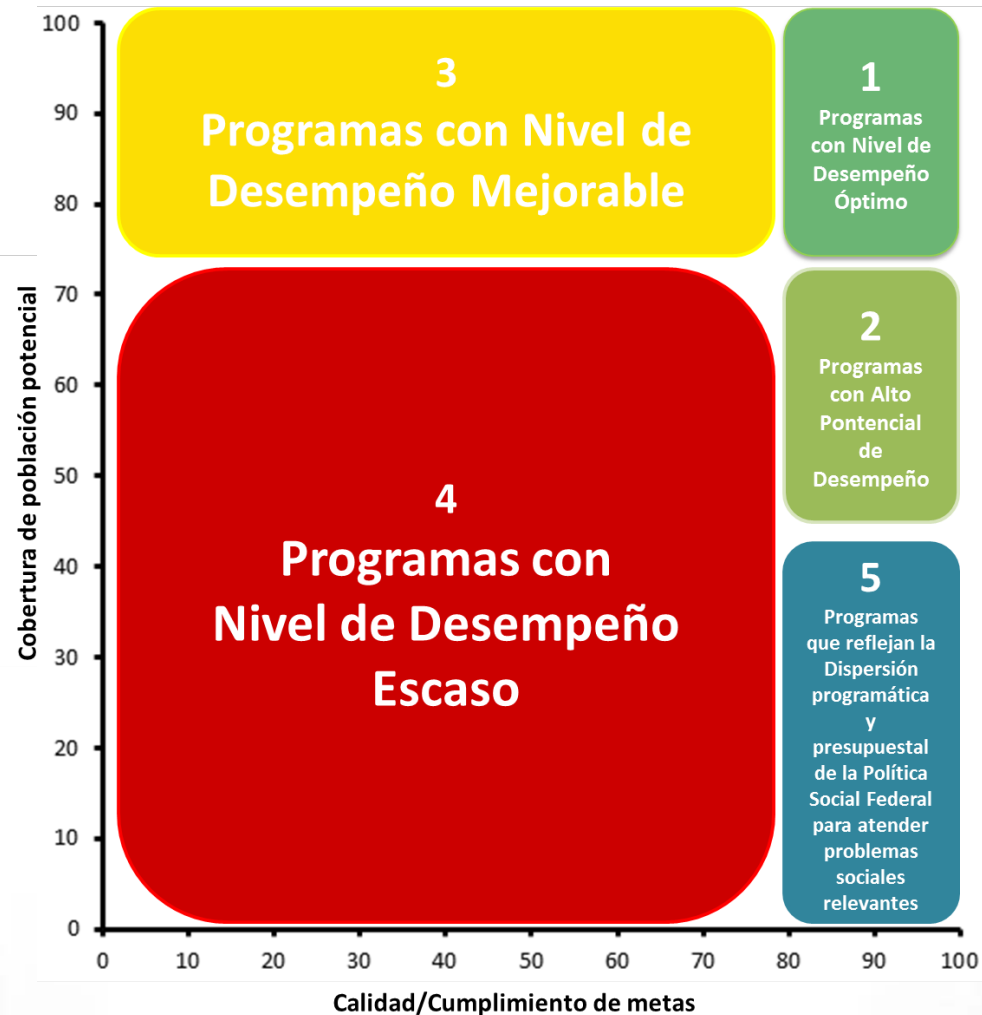 100
90
80
70
60
50
40
30
20
10
0
Cobertura de población potencial
3
Programas con Nivel de
Desempeño Mejorable
1
Programas
con Nivel de
Desempeño
Óptimo
2
Programas
con Alto
Pontencial
de
Desempeño
4
Programas con
Nivel de Desempeño
Escaso
5
Programas
que reflejan la
Dispersión
programática
y
presupuestal
de la Política
Social Federal
para atender
problemas
sociales
relevantes
0 10 20 30 40 50 60 70 80 90 100
Calidad/Cumplimiento de metas